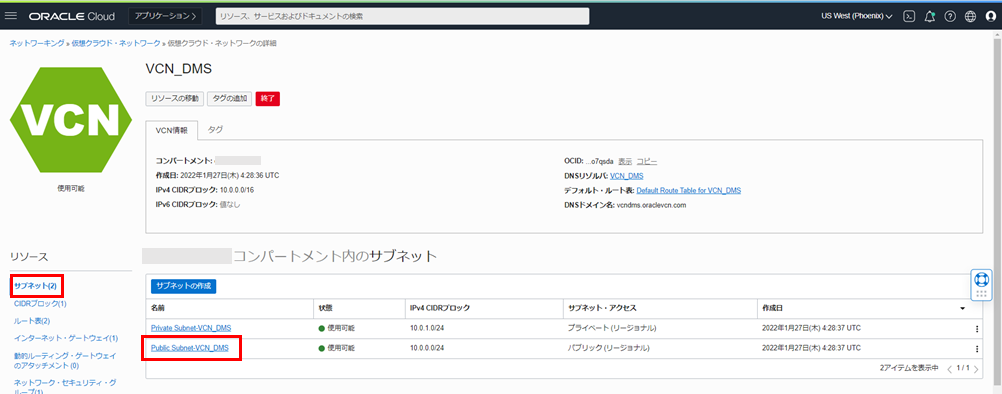 ORACLE Cloud
アプリケーション
リソース、サービスおよびドキュメントの検索
US West (Phoenix)
ネットワーキング » 仮想クラウド・ネットワーク » 仮想クラウド・ネットワークの詳細
VCN
使用可能
VCN_DMS
リソースの移動 タグの追加 終了
VCN情報 タグ
コンパートメント:
作成日: 2022年1月27日(木) 4:28:36 UTC
IPv4 CIDRブロック: 10.0.0.0/16
IPv6 CIDRブロック: 値なし
OCID: ...o7qsda 表示 コピー
DNSリゾルバ: VCN_DMS
デフォルト・ルート表: Default Route Table for VCN_DMS
DNSドメイン名: vcndms.oraclevcn.com
リソース
サブネット(2)
CIDRブロック(1)
ルート表(2)
インターネット・ゲートウェイ(1)
動的ルーティング・ゲートウェイ
のアタッチメント (0)
ネットワーク・セキュリティ・グ
ループ(1)
コンパートメント内のサブネット
サブネットの作成
名前 状態 IPv4 CIDRブロック サブネット・アクセス 作成日
Private Subnet-VCN_DMS 使用可能 10.0.1.0/24 プライベート (リージョナル) 2022年1月27日(木) 4:28:37 UTC
Public Subnet-VCN_DMS 使用可能 10.0.0.0/24 パブリック (リージョナル) 2022年1月27日(木) 4:28:37 UTC
2アイテムを表示中 1 / 1